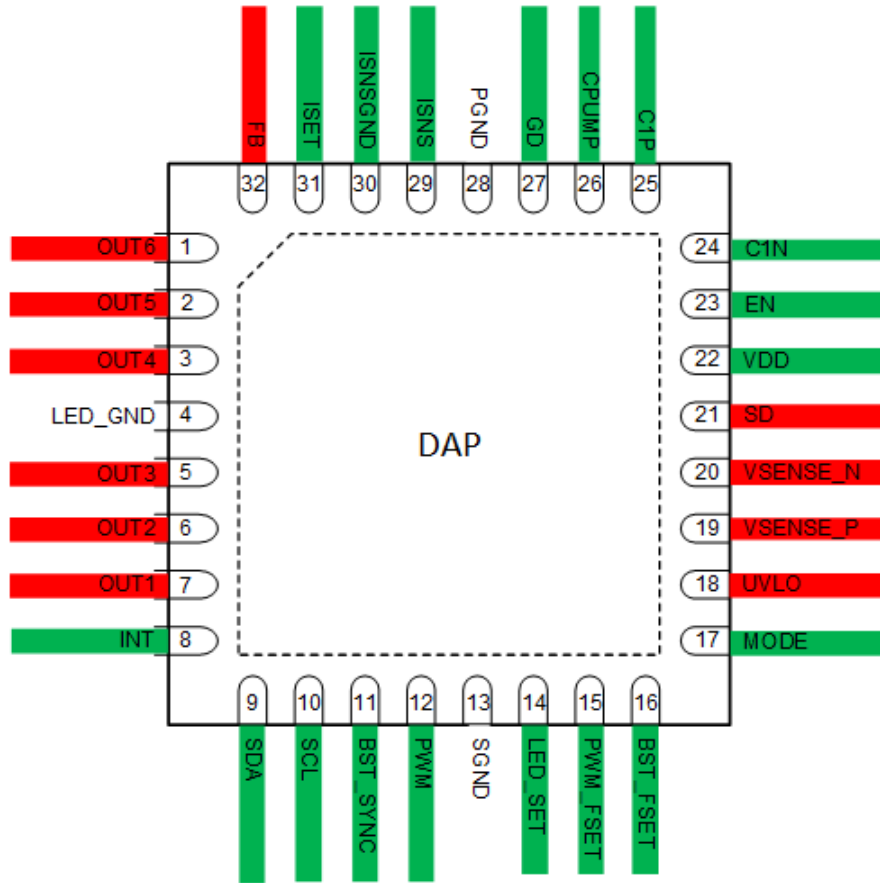 FB
ISET
ISNSGND
ISNS
PGND
GD
CPUMP
C1P
32 31 30 29 28 27 26 25
OUT6 1
OUT5 2
OUT4 3
LED_GND 4
OUT3 5
OUT2 6
OUT1 7
INT 8
DAP
24 C1N
23 EN
22 VDD
21 SD
20 VSENSE_N
19 VSENSE_P
18 UVLO
17 MODE
9 10 11 12 13 14 15 16
SDA
SCL
BST_SYNC
PWM
SGND
LED_SET
PWM_FSET
BST_FSET